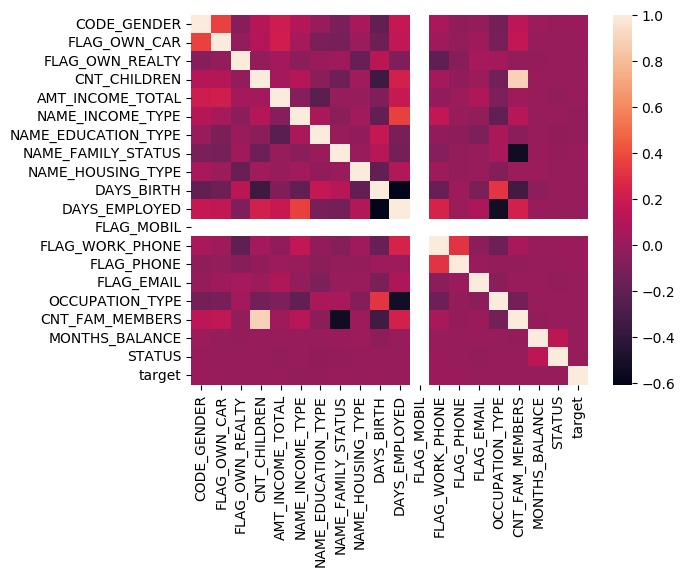 CODE_GENDER
FLAG_OWN_CAR
FLAG_OWN_REALTY
CNT_CHILDREN
AMT_INCOME_TOTAL
NAME_INCOME_TYPE
NAME_EDUCATION_TYPE
NAME_FAMILY_STATUS
NAME_HOUSING_TYPE
DAYS_BIRTH
DAYS_EMPLOYED
FLAG_MOBIL
FLAG_WORK_PHONE
FLAG_PHONE
FLAG_EMAIL
OCCUPATION_TYPE
CNT_FAM_MEMBERS
MONTHS_BALANCE
STATUS
target
CODE_GENDER
FLAG_OWN_CAR
FLAG_OWN_REALTY
CNT_CHILDREN
AMT_INCOME_TOTAL
NAME_INCOME_TYPE
NAME_EDUCATION_TYPE
NAME_FAMILY_STATUS
NAME_HOUSING_TYPE
DAYS_BIRTH
DAYS_EMPLOYED
FLAG_MOBIL
FLAG_WORK_PHONE
FLAG_PHONE
FLAG_EMAIL
OCCUPATION_TYPE
CNT_FAM_MEMBERS
MONTHS_BALANCE
STATUS
target
1.0
0.8
0.6
0.4
0.2
0.0
−0.2
−0.4
−0.6